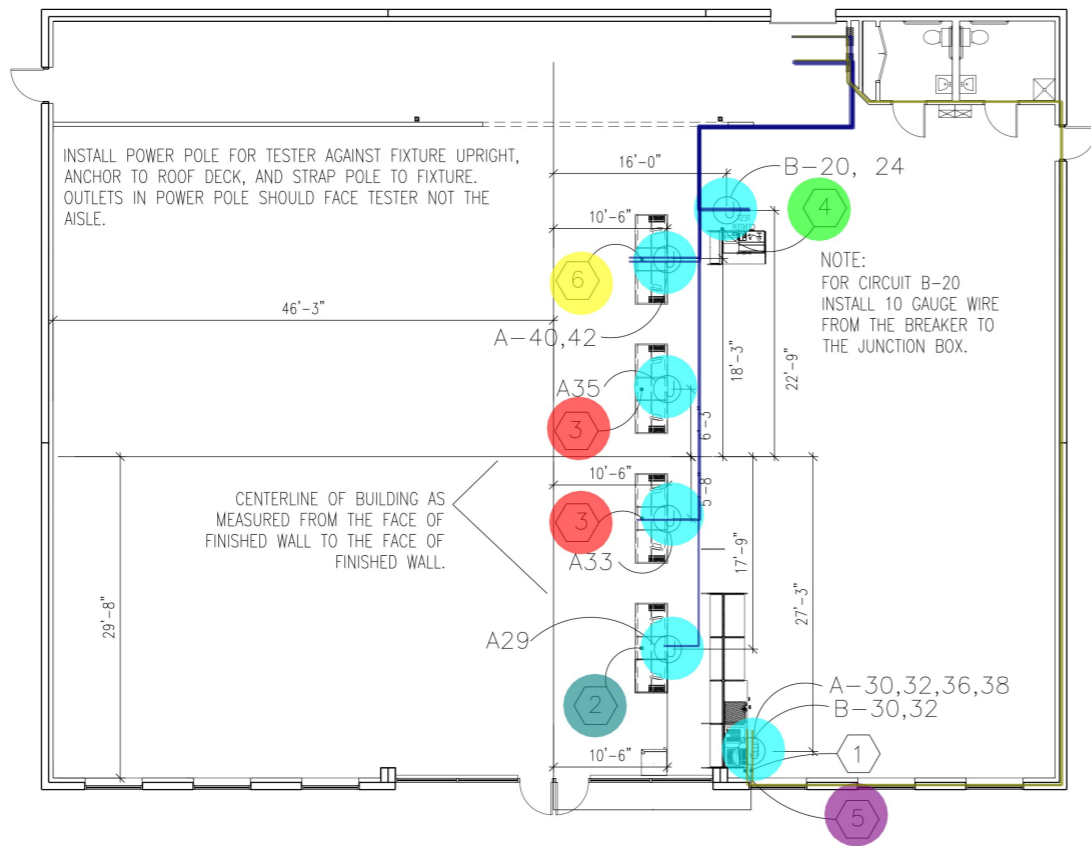 INSTALL POWER POLE FOR TESTER AGAINST FIXTURE UPRIGHT,
ANCHOR TO ROOF DECK, AND STRAP POLE TO FIXTURE.
OUTLETS IN POWER POLE SHOULD FACE TESTER NOT THE
AISLE.
16'-0"
B-20, 24
10'-6"
4
6
NOTE:
FOR CIRCUIT B-20
INSTALL 10 GAUGE WIRE
FROM THE BREAKER TO
THE JUNCTION BOX.
46'-3"
A-40,42
18'-3"
22'-9"
A35
3
6'-3"
10'-6"
5'-8"
CENTERLINE OF BUILDING AS
MEASURED FROM THE FACE OF
FINISHED WALL TO THE FACE OF
FINISHED WALL.
3
A33
17'-9"
27'-3"
29'-8"
A29
2
A-30,32,36,38
B-30,32
1
10'-6"
5